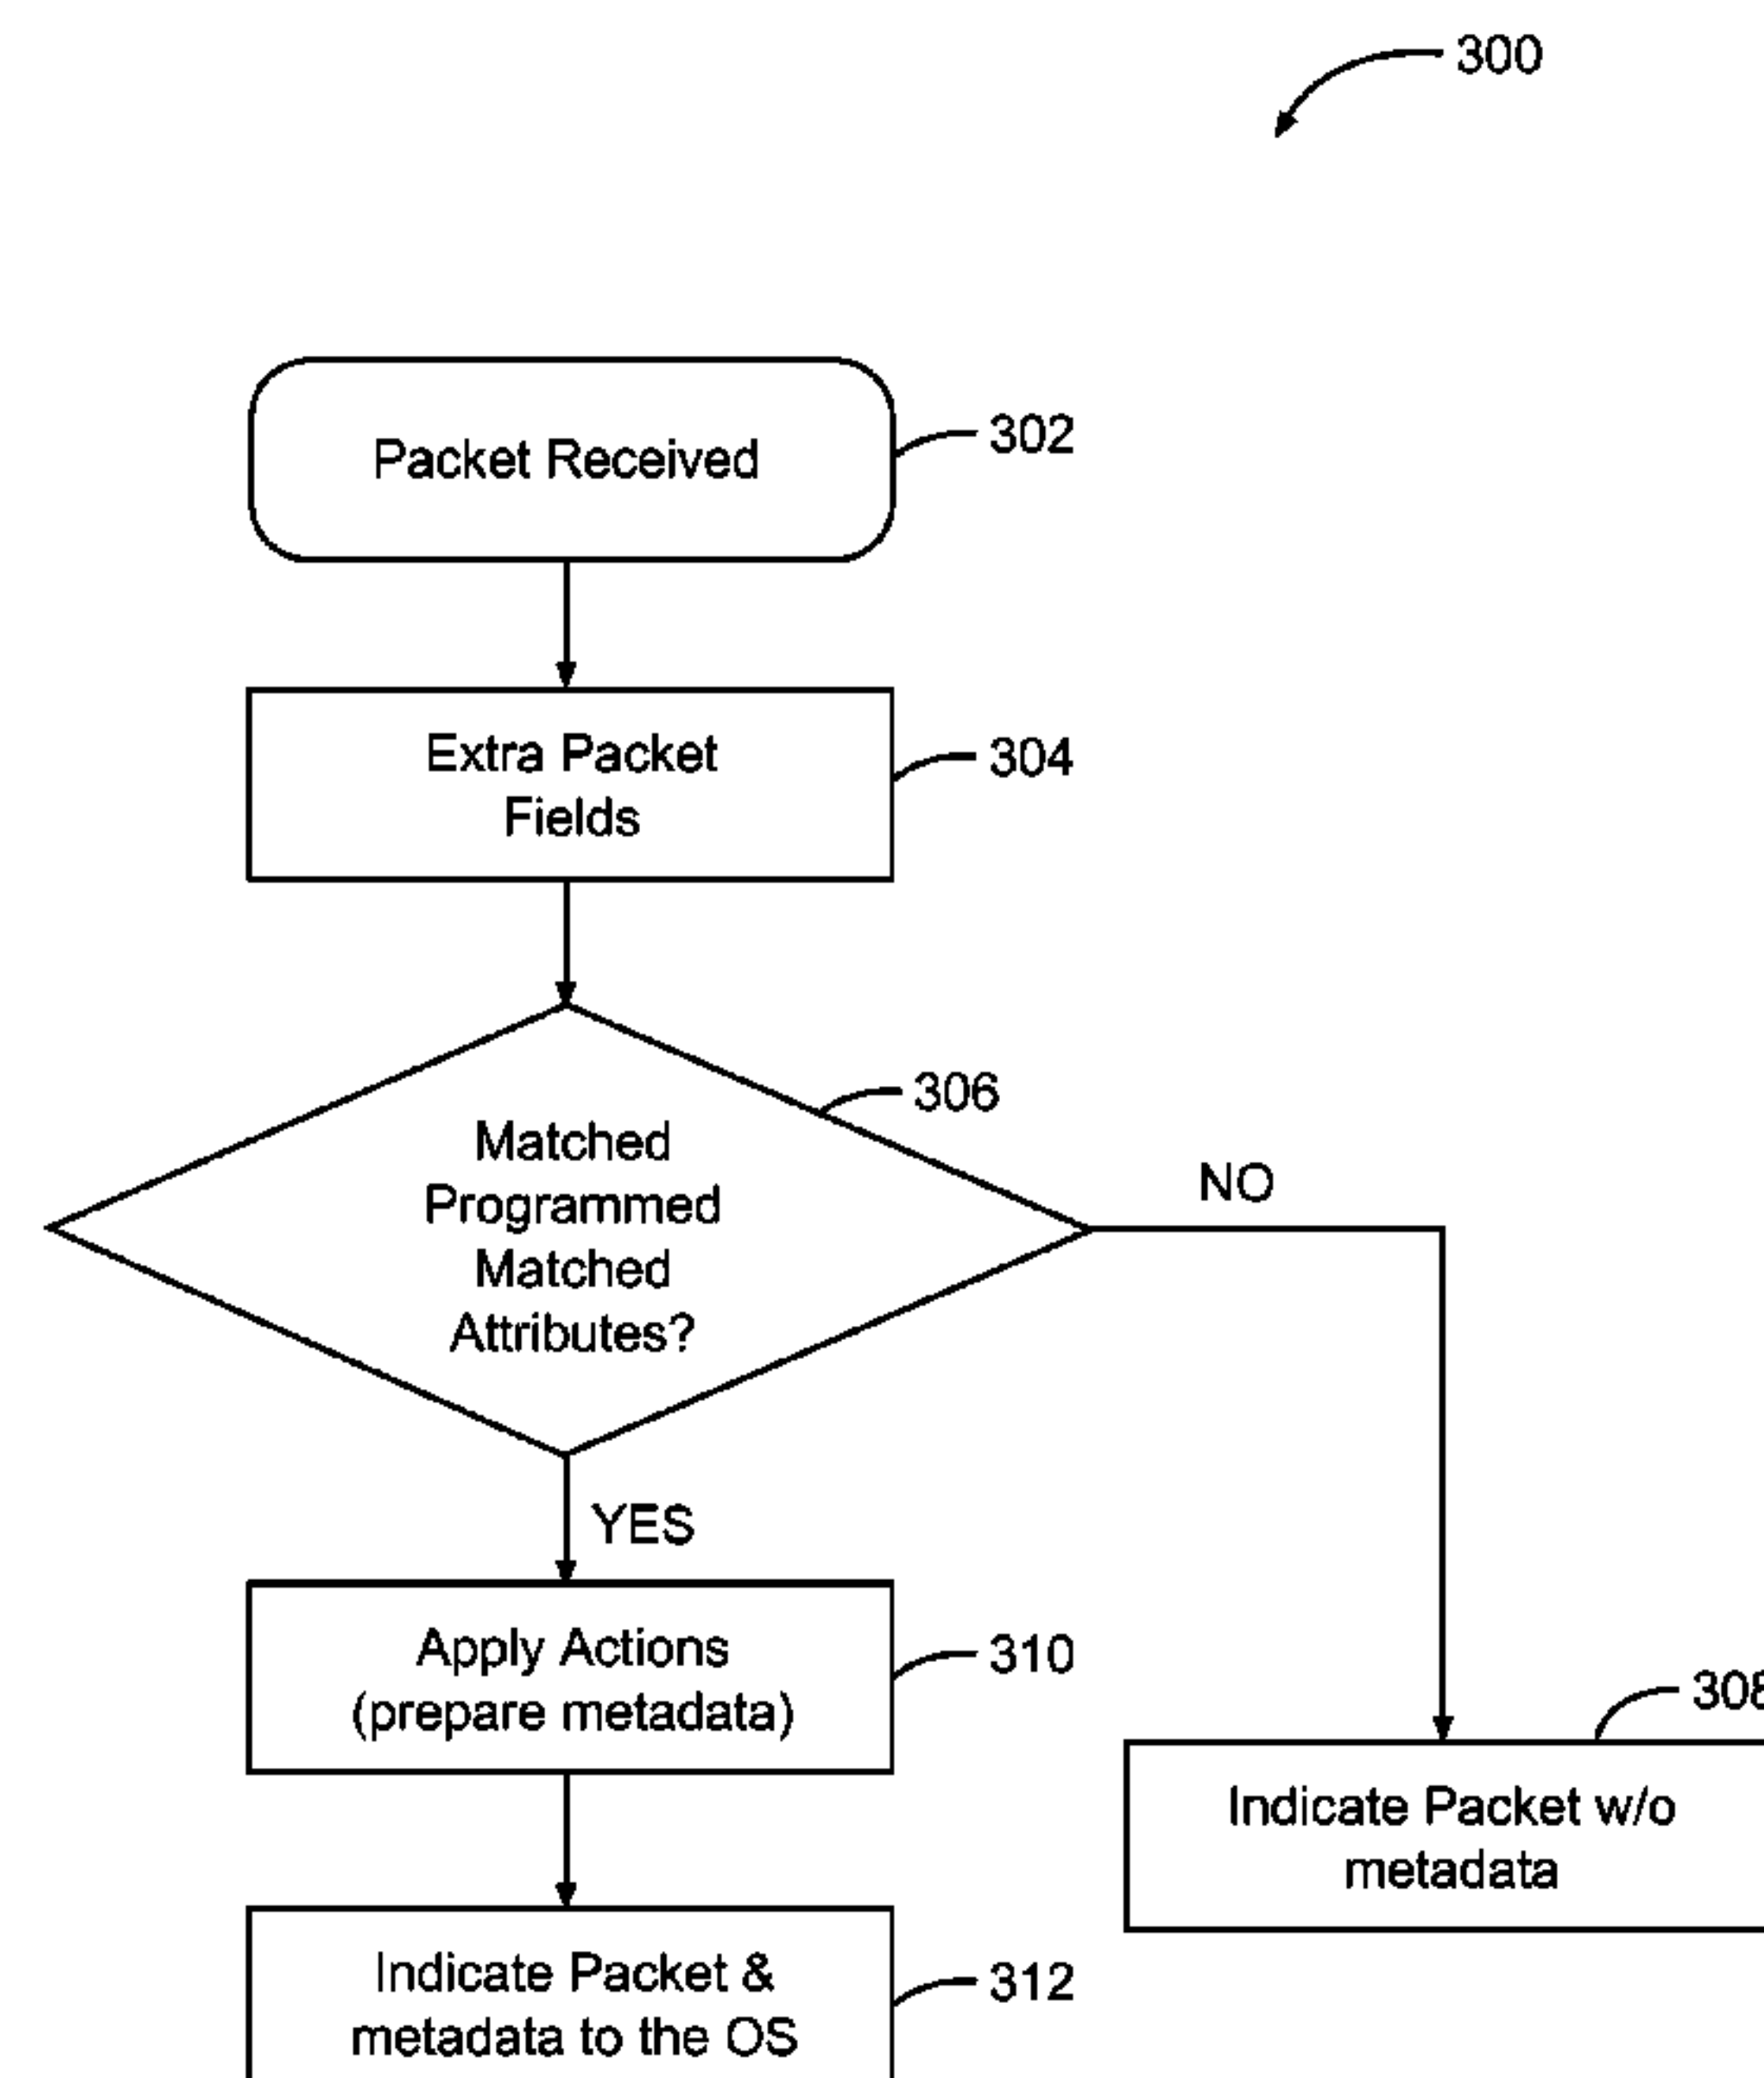 300
Packet Received
302
Extra Packet
Fields
304
306
Matched
Programmed
Matched
Attributes?
NO
YES
Apply Actions
(prepare metadata)
310
308
Indicate Packet w/o
metadata
Indicate Packet &
metadata to the OS
312